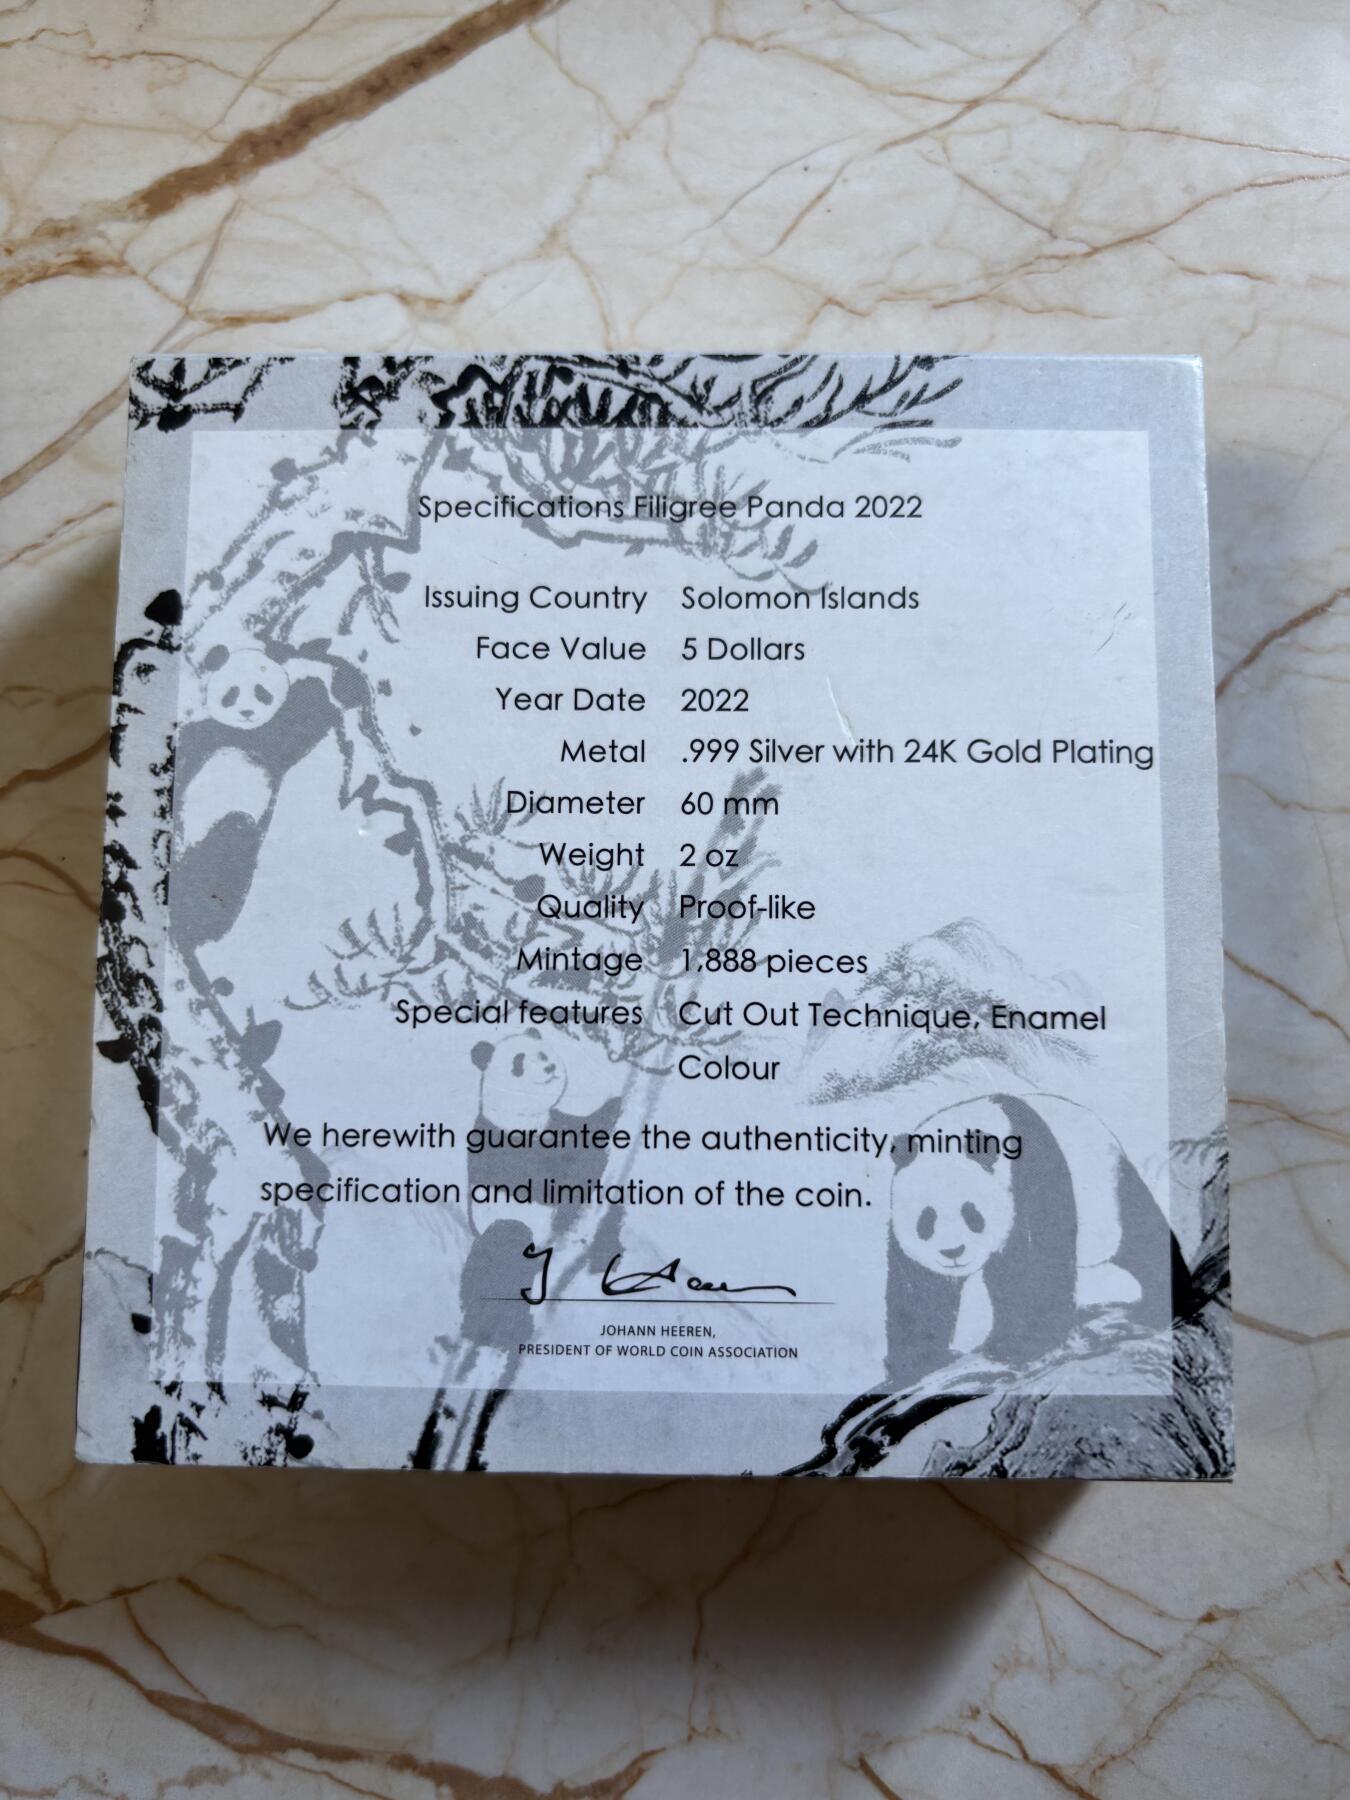 Specifications Filigree Panda 2022
Issuing Country Solomon Islands
Face Value 5 Dollars
Year Date 2022
Metal .999 Silver with 24K Gold Plating
Diameter 60 mm
Weight 2 oz
Quality Proof-like
Mintage 1,888 pieces
Special features Cut Out Technique, Enamel
Colour
We herewith guarantee the authenticity, minting
specification and limitation of the coin.
JOHANN HEEREN,
PRESIDENT OF WORLD COIN ASSOCIATION